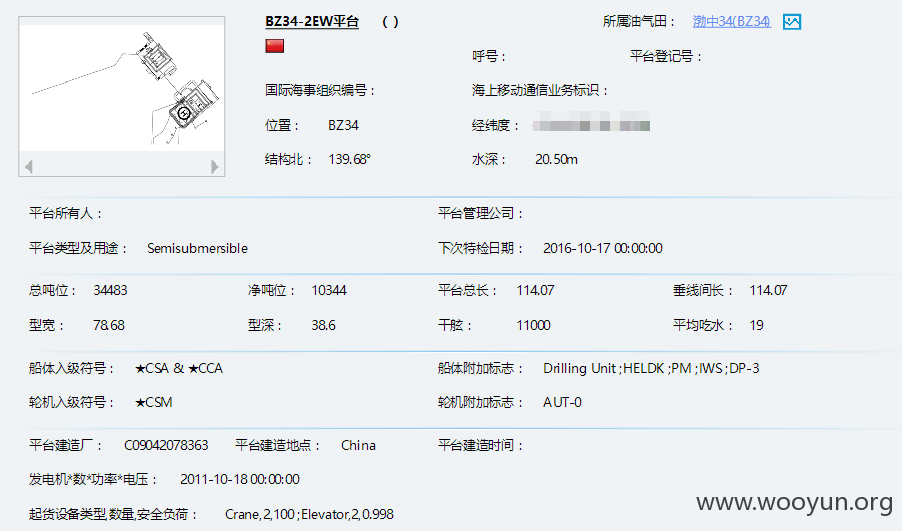 BZ34-2EW平台 ( ) 所属油气田： 渤中34(BZ34)
呼号： 平台登记号：
国际海事组织编号： 海上移动通信业务标识：
位置： BZ34 经纬度：
结构北： 139.68° 水深： 20.50m
平台所有人： 平台管理公司：
平台类型及用途： Semisubmersible 下次特检日期： 2016-10-17 00:00:00
总吨位： 34483 净吨位： 10344 平台总长： 114.07 垂线间长： 114.07
型宽： 78.68 型深： 38.6 干舷： 11000 平均吃水： 19
船体入级符号： ★CSA & ★CCA 船体附加标志： Drilling Unit ;HELDK ;PM ;IWS ;DP-3
轮机入级符号： ★CSM 轮机附加标志： AUT-0
平台建造厂： C09042078363 平台建造地点： China 平台建造时间：
发电机*数*功率*电压： 2011-10-18 00:00:00
起货设备类型,数量,安全负荷： Crane,2,100 ;Elevator,2,0.998
www.wooyun.org